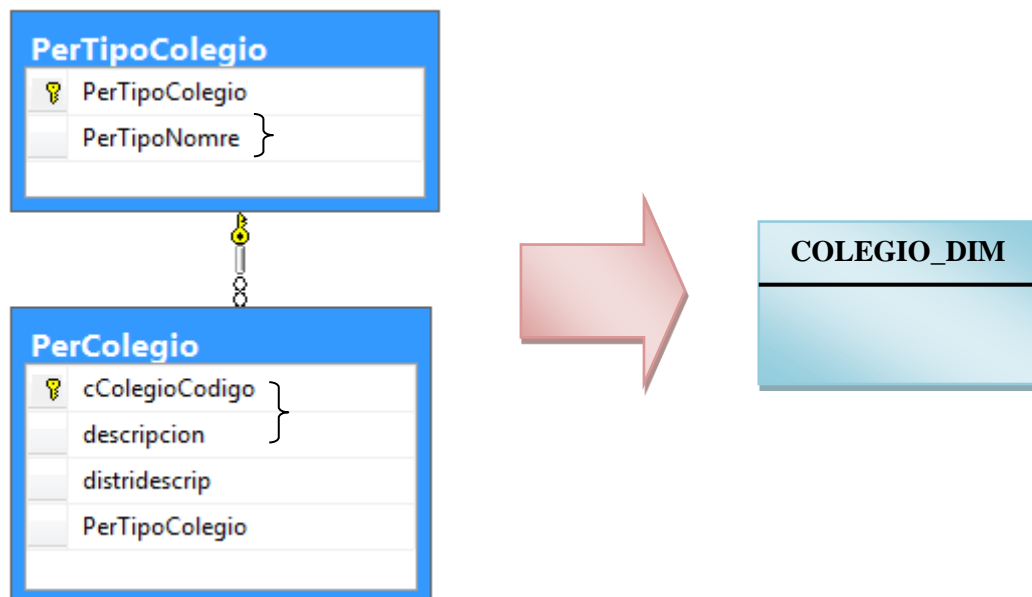 PerTipoColegio
PerTipoColegio
PerTipoNomre
PerColegio
cColegioCodigo
descripcion
distridescrip
PerTipoColegio
COLEGIO_DIM